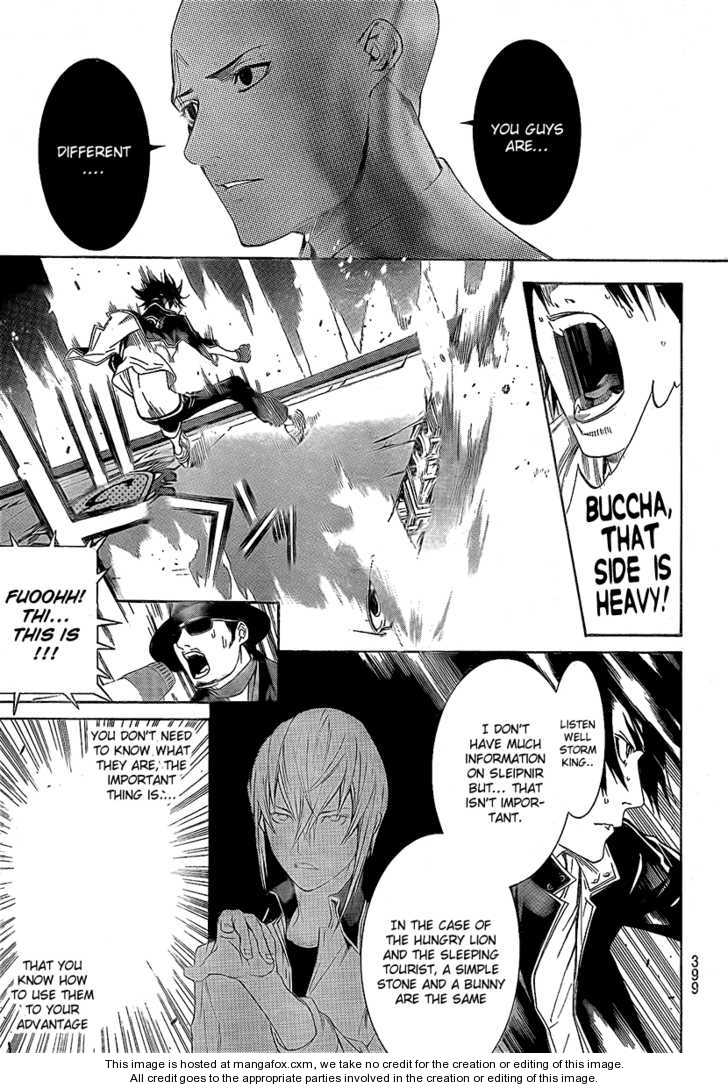 YOU GUYS
ARE...
DIFFERENT
....
BUCCHA,
THAT
SIDE IS
HEAVY!
FUOOHH!
THI...
THIS IS
!!!
LISTEN
WELL
STORM
KING..
I DON'T
HAVE MUCH
INFORMATION
ON SLEIPNIR
BUT... THAT
ISN'T IMPOR-
TANT.
IN THE CASE OF
THE HUNGRY LION
AND THE SLEEPING
TOURIST, A SIMPLE
STONE AND A BUNNY
ARE THE SAME
YOU DON'T NEED
TO KNOW WHAT
THEY ARE, THE
IMPORTANT
THING IS....
THAT YOU
KNOW HOW
TO USE THEM
TO YOUR
ADVANTAGE
399
This image is hosted at mangafox.cxm, we take no credit for the creation or editing of this image.
All credit goes to the appropriate parties involved in the creation or editing of this image.